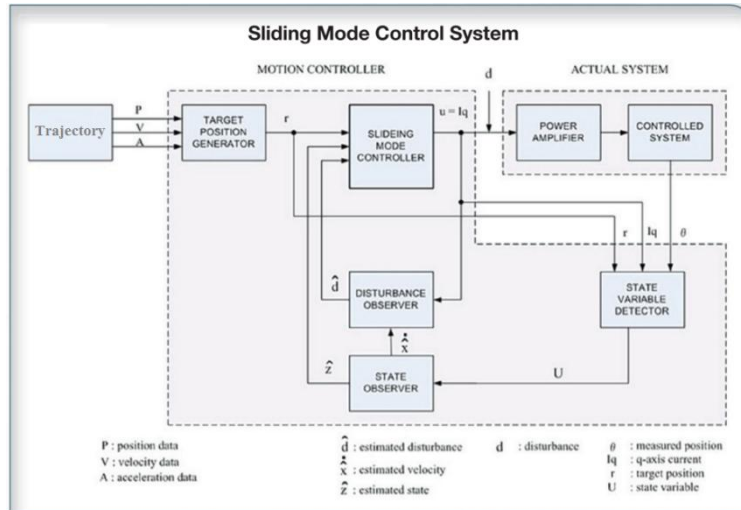 Sliding Mode Control System
MOTION CONTROLLER
ACTUAL SYSTEM
d
P
V
A
Trajectory
TARGET
POSITION
GENERATOR
r
SLIDEING
MODE
CONTROLLER
u = Iq
POWER
AMPLIFIER
CONTROLLED
SYSTEM
r
Iq
θ
d̂
DISTURBANCE
OBSERVER
STATE
VARIABLE
DETECTOR
ẋ̂
ẑ
STATE
OBSERVER
U
P : position data
V : velocity data
A : acceleration data
d̂ : estimated disturbance
ẋ̂ : estimated velocity
ẑ : estimated state
d : disturbance
θ : measured position
Iq : q-axis current
r : target position
U : state variable